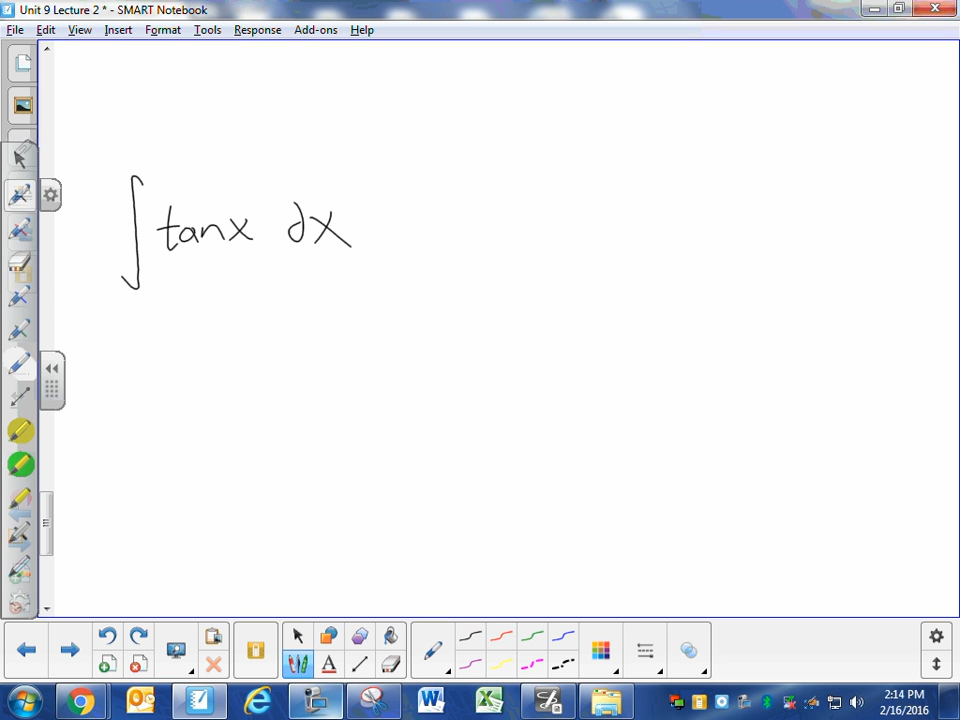 Unit 9 Lecture 2 * - SMART Notebook
File Edit View Insert Format Tools Response Add-ons Help
∫ tanx dx
2:14 PM
2/16/2016